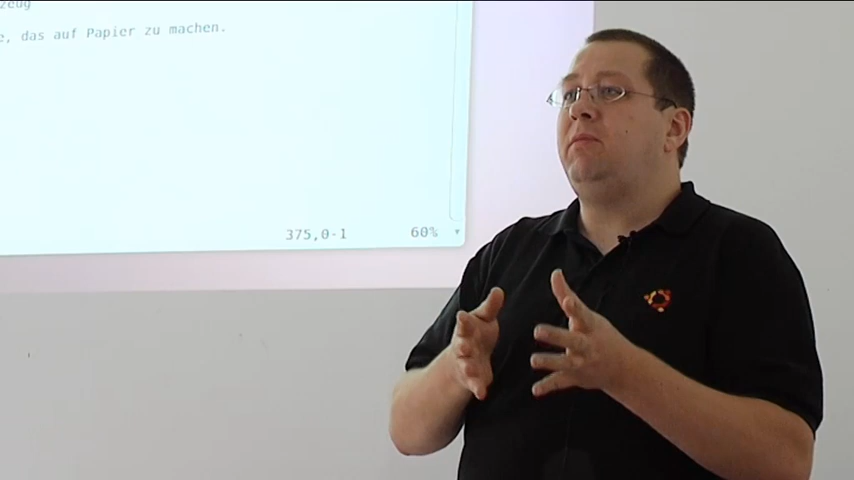 zeug
e, das auf Papier zu machen.
375,0-1 60%